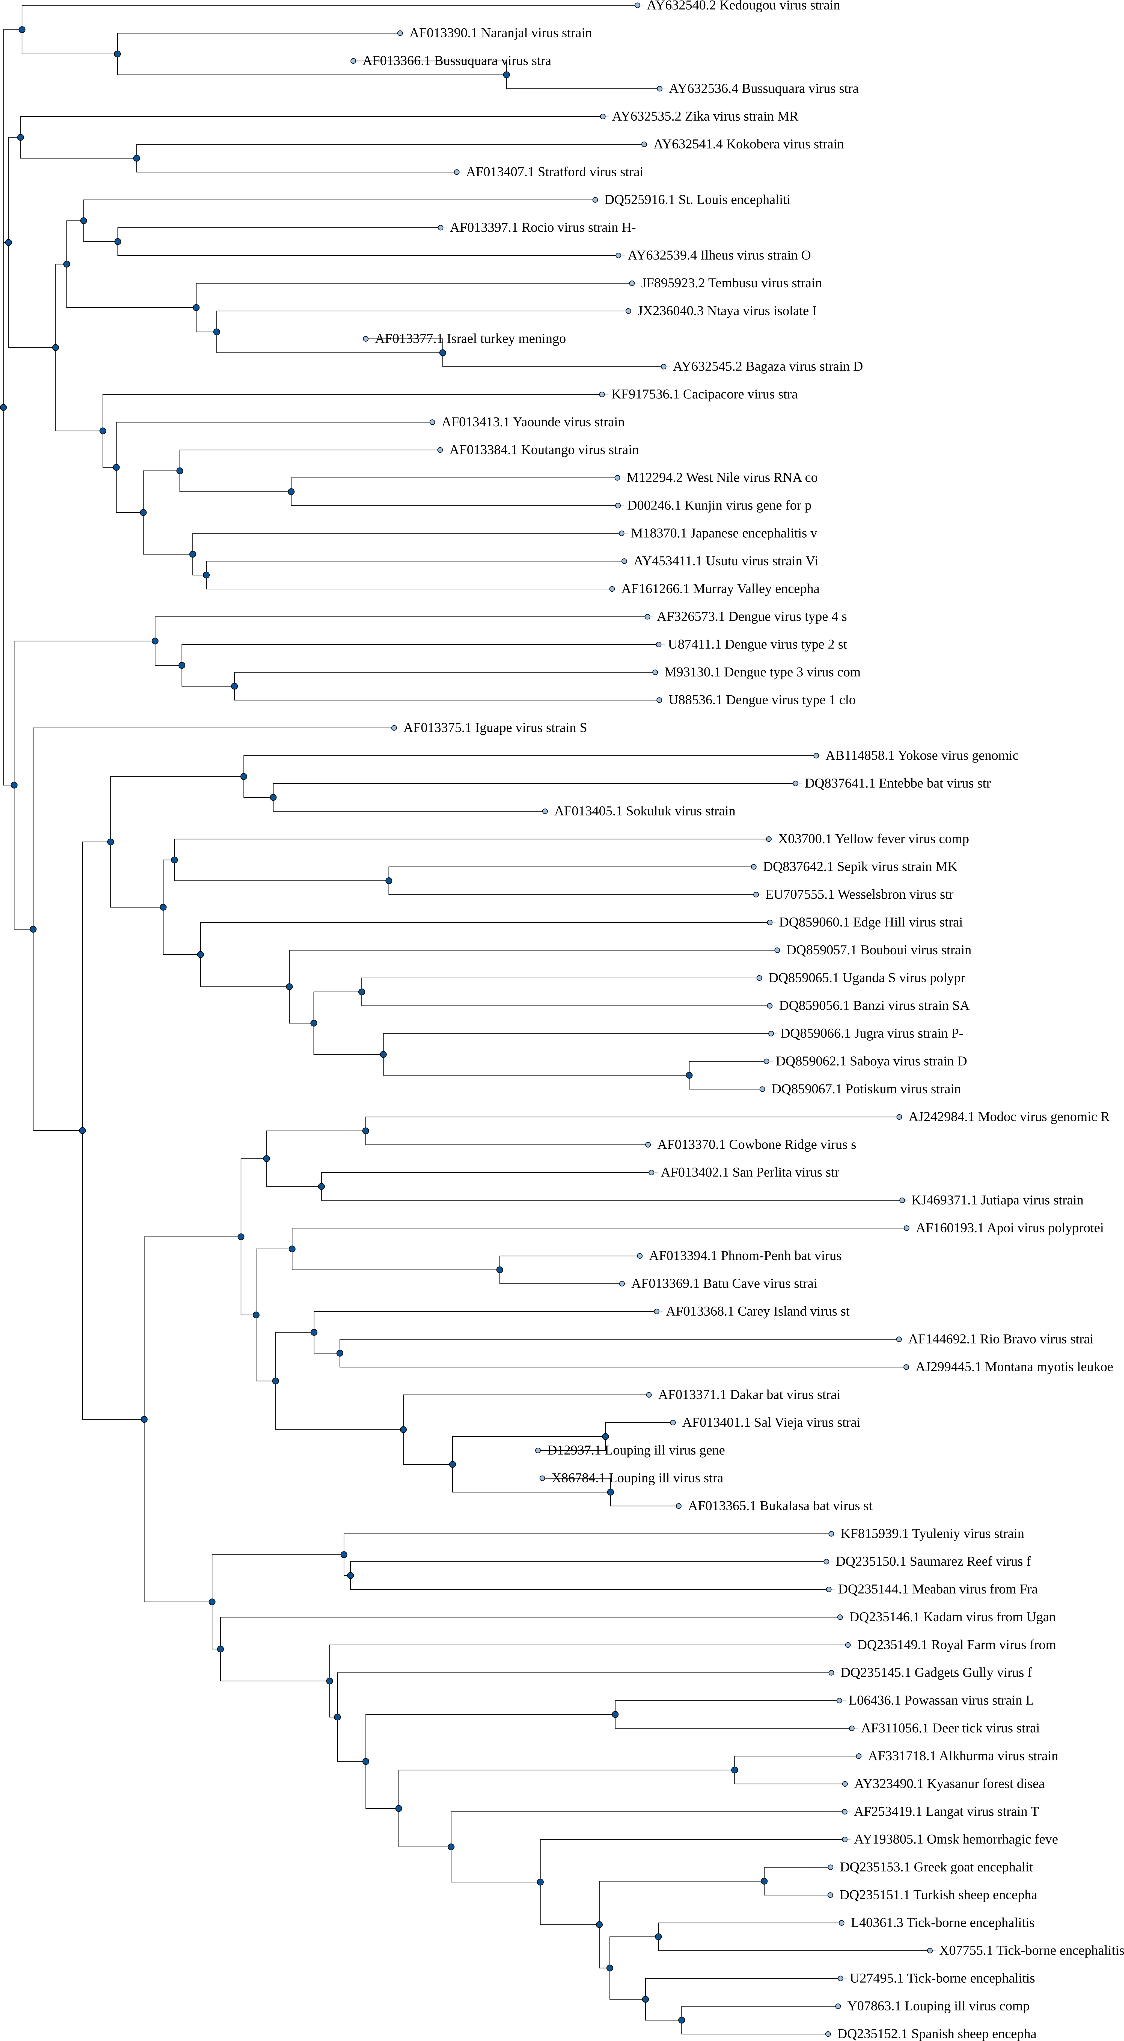 AY632540.2 Kedougou virus strain
AF013390.1 Naranjal virus strain
AF013366.1 Bussuquara virus stra
AY632536.4 Bussuquara virus stra
AY632535.2 Zika virus strain MR
AY632541.4 Kokobera virus strain
AF013407.1 Stratford virus strai
DQ525916.1 St. Louis encephaliti
AF013397.1 Rocio virus strain H-
AY632539.4 Ilheus virus strain O
JF895923.2 Tembusu virus strain
JX236040.3 Ntaya virus isolate I
AF013377.1 Israel turkey meningo
AY632545.2 Bagaza virus strain D
KF917536.1 Cacipacore virus stra
AF013413.1 Yaounde virus strain
AF013384.1 Koutango virus strain
M12294.2 West Nile virus RNA co
D00246.1 Kunjin virus gene for p
M18370.1 Japanese encephalitis v
AY453411.1 Usutu virus strain Vi
AF161266.1 Murray Valley encepha
AF326573.1 Dengue virus type 4 s
U87411.1 Dengue virus type 2 st
M93130.1 Dengue type 3 virus com
U88536.1 Dengue virus type 1 clo
AF013375.1 Iguape virus strain S
AB114858.1 Yokose virus genomic
DQ837641.1 Entebbe bat virus str
AF013405.1 Sokuluk virus strain
X03700.1 Yellow fever virus comp
DQ837642.1 Sepik virus strain MK
EU707555.1 Wesselsbron virus str
DQ859060.1 Edge Hill virus strai
DQ859057.1 Bouboui virus strain
DQ859065.1 Uganda S virus polypr
DQ859056.1 Banzi virus strain SA
DQ859066.1 Jugra virus strain P-
DQ859062.1 Saboya virus strain D
DQ859067.1 Potiskum virus strain
AJ242984.1 Modoc virus genomic R
AF013370.1 Cowbone Ridge virus s
AF013402.1 San Perlita virus str
KJ469371.1 Jutiapa virus strain
AF160193.1 Apoi virus polyprotei
AF013394.1 Phnom-Penh bat virus
AF013369.1 Batu Cave virus strai
AF013368.1 Carey Island virus st
AF144692.1 Rio Bravo virus strai
AJ299445.1 Montana myotis leukoe
AF013371.1 Dakar bat virus strai
AF013401.1 Sal Vieja virus strai
D12937.1 Louping ill virus gene
X86784.1 Louping ill virus stra
AF013365.1 Bukalasa bat virus st
KF815939.1 Tyuleniy virus strain
DQ235150.1 Saumarez Reef virus f
DQ235144.1 Meaban virus from Fra
DQ235146.1 Kadam virus from Ugan
DQ235149.1 Royal Farm virus from
DQ235145.1 Gadgets Gully virus f
L06436.1 Powassan virus strain L
AF311056.1 Deer tick virus strai
AF331718.1 Alkhurma virus strain
AY323490.1 Kyasanur forest disea
AF253419.1 Langat virus strain T
AY193805.1 Omsk hemorrhagic feve
DQ235153.1 Greek goat encephalit
DQ235151.1 Turkish sheep encepha
L40361.3 Tick-borne encephalitis
X07755.1 Tick-borne encephalitis
U27495.1 Tick-borne encephalitis
Y07863.1 Louping ill virus comp
DQ235152.1 Spanish sheep encepha